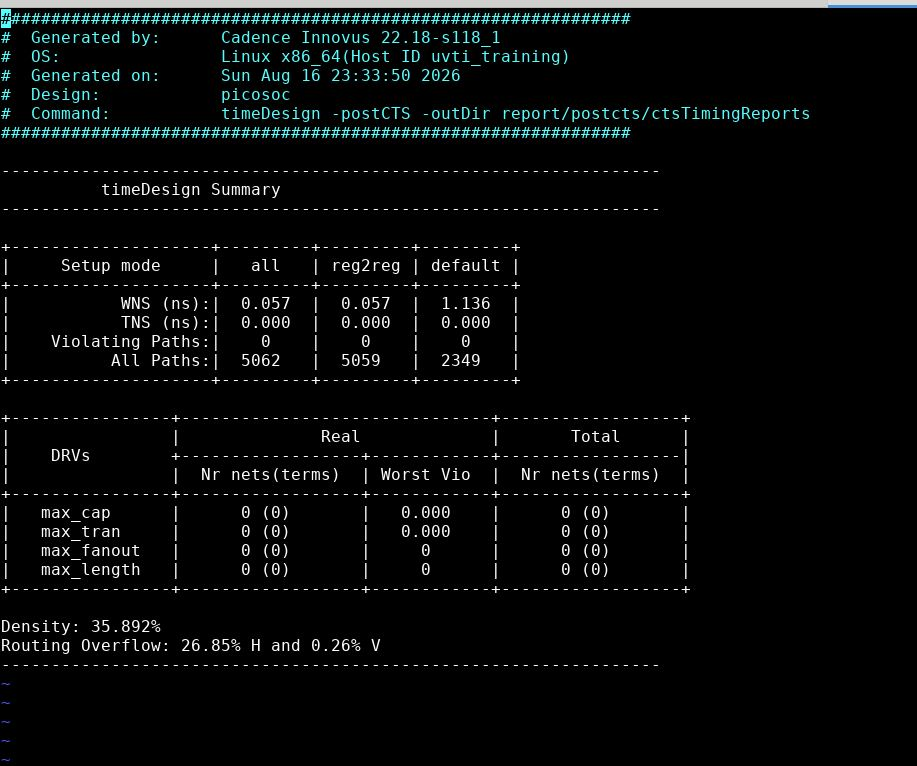 ###############################################################
#  Generated by:      Cadence Innovus 22.18-s118_1
#  OS:                Linux x86_64(Host ID uvti_training)
#  Generated on:      Sun Aug 16 23:33:50 2026
#  Design:            picosoc
#  Command:           timeDesign -postCTS -outDir report/postcts/ctsTimingReports
###############################################################

------------------------------------------------------------------
          timeDesign Summary
------------------------------------------------------------------

+--------------------+---------+---------+---------+
|     Setup mode     |   all   | reg2reg | default |
+--------------------+---------+---------+---------+
|           WNS (ns):|  0.057  |  0.057  |  1.136  |
|           TNS (ns):|  0.000  |  0.000  |  0.000  |
|    Violating Paths:|    0    |    0    |    0    |
|          All Paths:|  5062   |  5059   |  2349   |
+--------------------+---------+---------+---------+

+----------------+-------------------------------+------------------+
|                |              Real             |       Total      |
|    DRVs        +------------------+------------+------------------|
|                |  Nr nets(terms)  | Worst Vio  |  Nr nets(terms)  |
+----------------+------------------+------------+------------------+
|   max_cap      |      0 (0)       |   0.000    |      0 (0)       |
|   max_tran     |      0 (0)       |   0.000    |      0 (0)       |
|   max_fanout   |      0 (0)       |     0      |      0 (0)       |
|   max_length   |      0 (0)       |     0      |      0 (0)       |
+----------------+------------------+------------+------------------+

Density: 35.892%
Routing Overflow: 26.85% H and 0.26% V
------------------------------------------------------------------
~
~
~
~
~